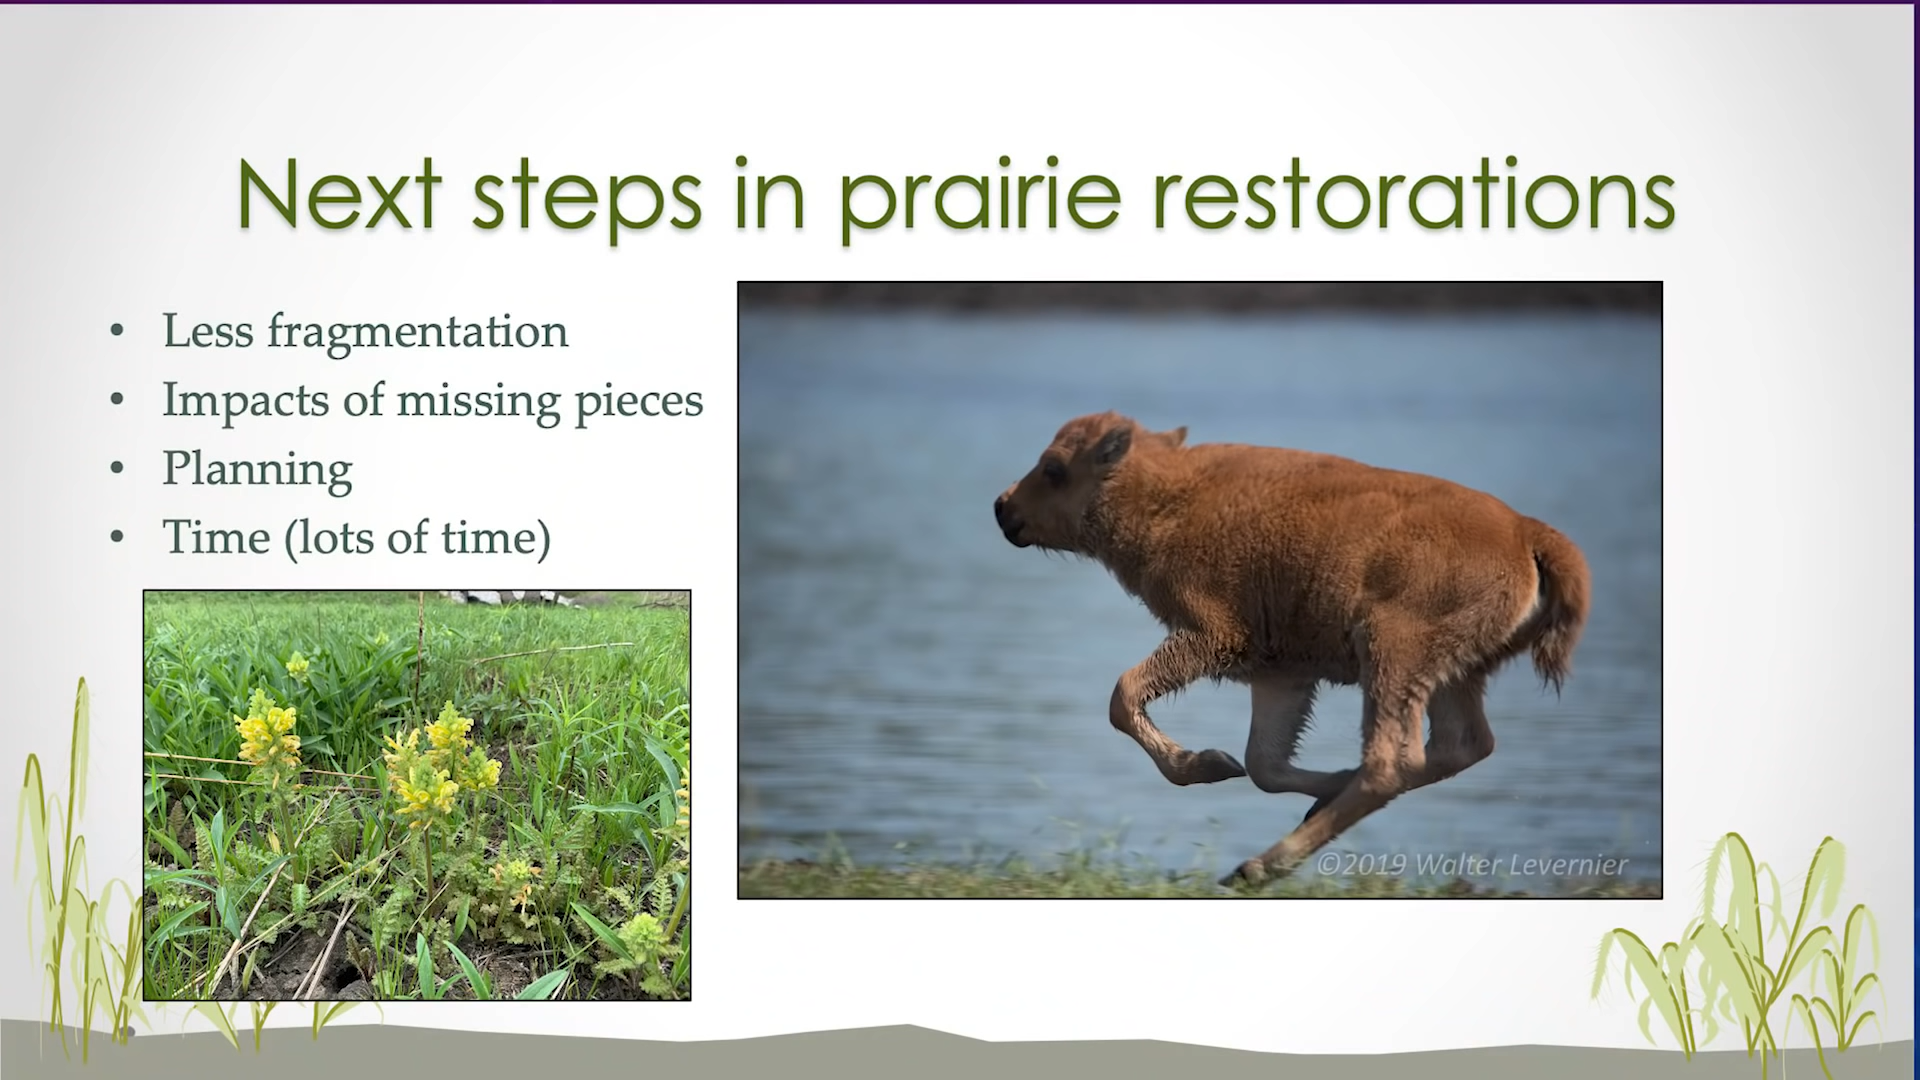 Next steps in prairie restorations
• Less fragmentation
• Impacts of missing pieces
• Planning
• Time (lots of time)
©2019 Walter Levernier